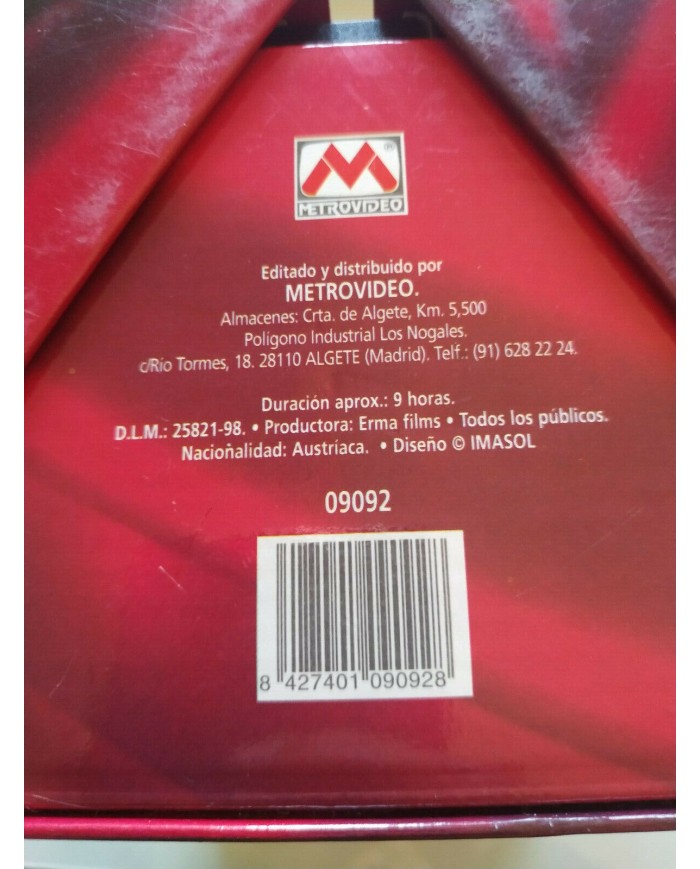 M®
METROVIDEO
Editado y distribuido por
METROVIDEO.
Almacenes: Crta. de Algete, Km. 5,500
Polígono Industrial Los Nogales.
c/Río Tormes, 18. 28110 ALGETE (Madrid). Telf.: (91) 628 22 24.
Duración aprox.: 9 horas.
D.L.M.: 25821-98. • Productora: Erma films • Todos los públicos.
Nacionalidad: Austríaca. • Diseño © IMASOL
09092
8 427401 090928